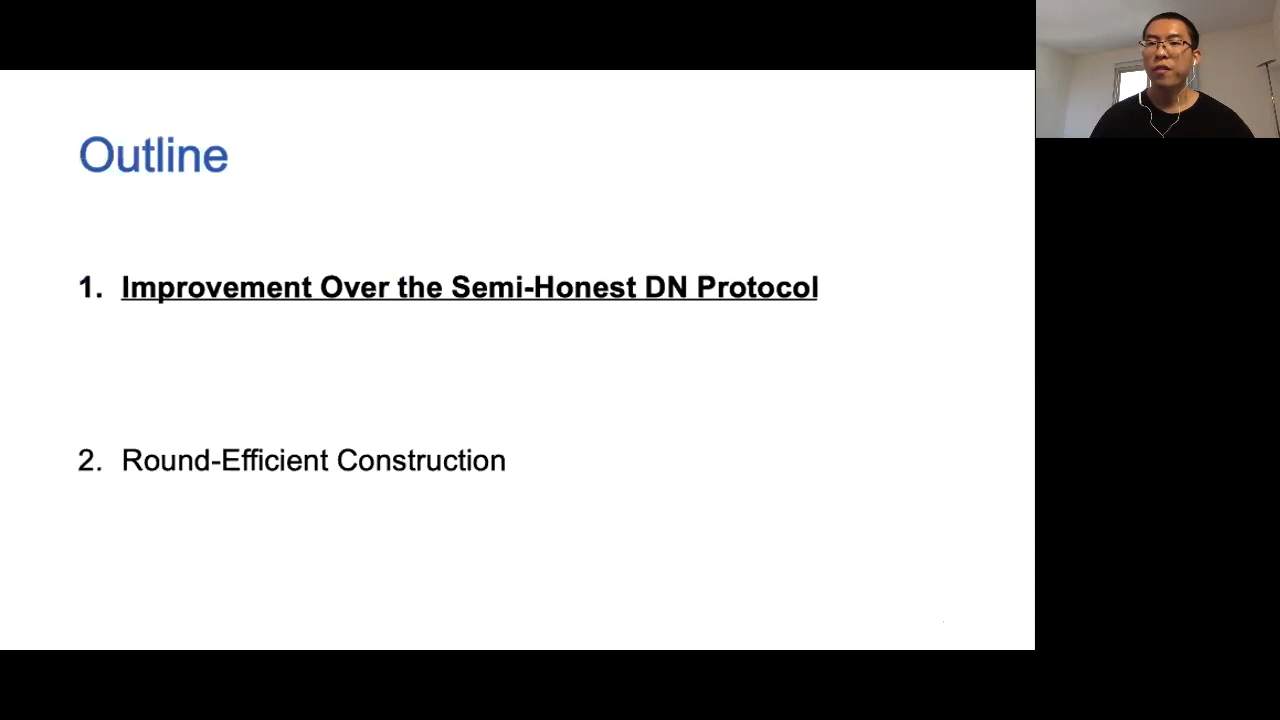 Outline
1. Improvement Over the Semi-Honest DN Protocol
2. Round-Efficient Construction